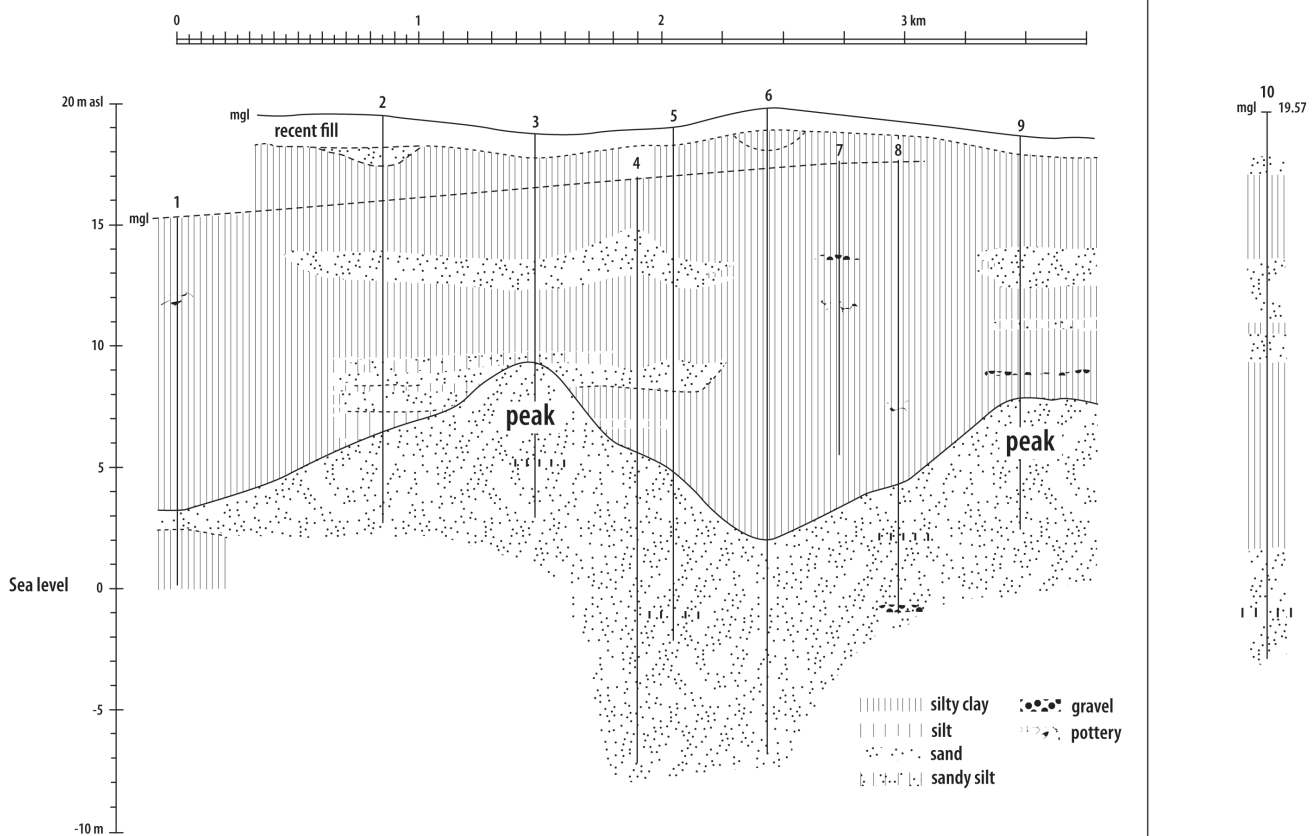 0 1 2 3 km
20 m asl
15
10
5
Sea level 0
-5
-10 m
mgl
recent fill
mgl
1
2
3
4
5
6
7
8
9
peak
peak
silty clay
silt
sand
sandy silt
gravel
pottery
10
mgl 19.57